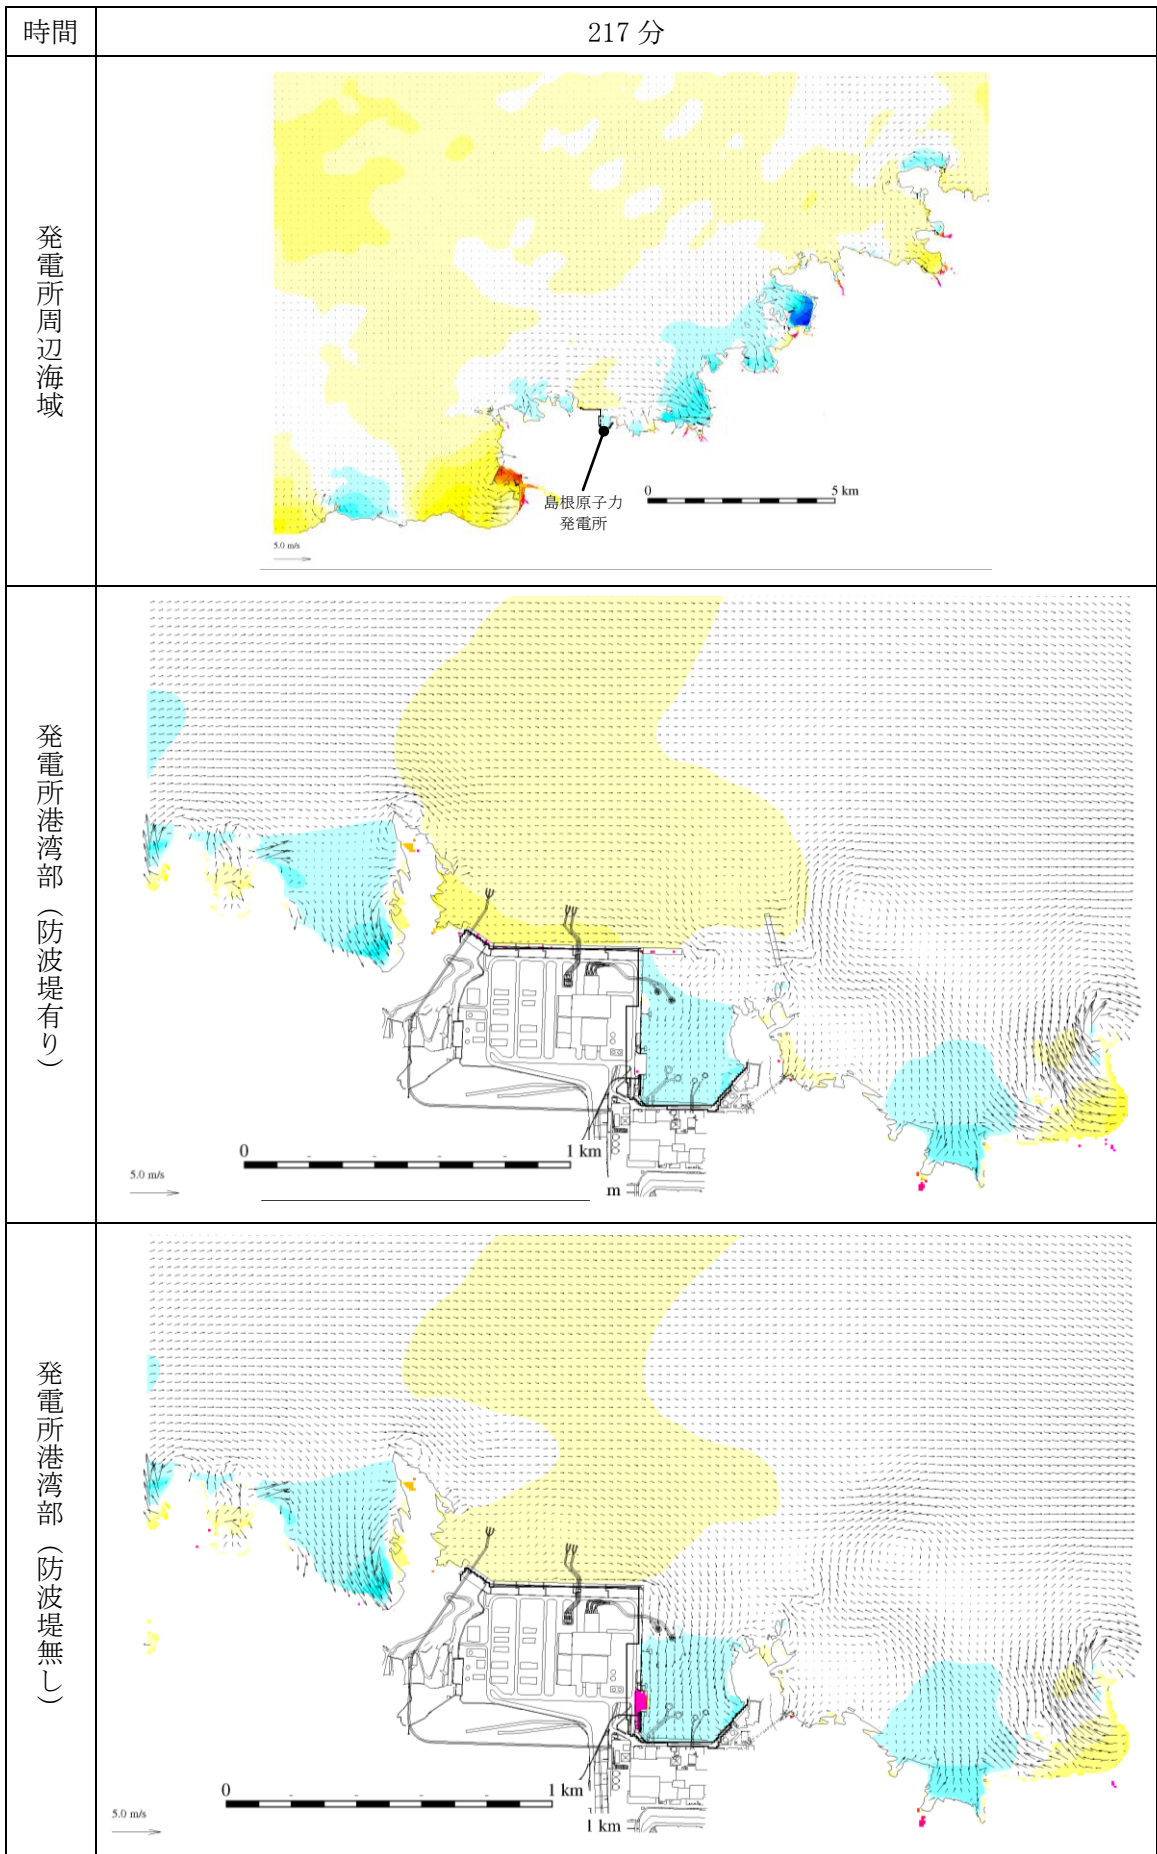 時間
217 分
発電所周辺海域
島根原子力
発電所
0
5 km
5.0 m/s
発電所港湾部（防波堤有り）
0
1 km
5.0 m/s
m
発電所港湾部（防波堤無し）
0
1 km
5.0 m/s
1 km